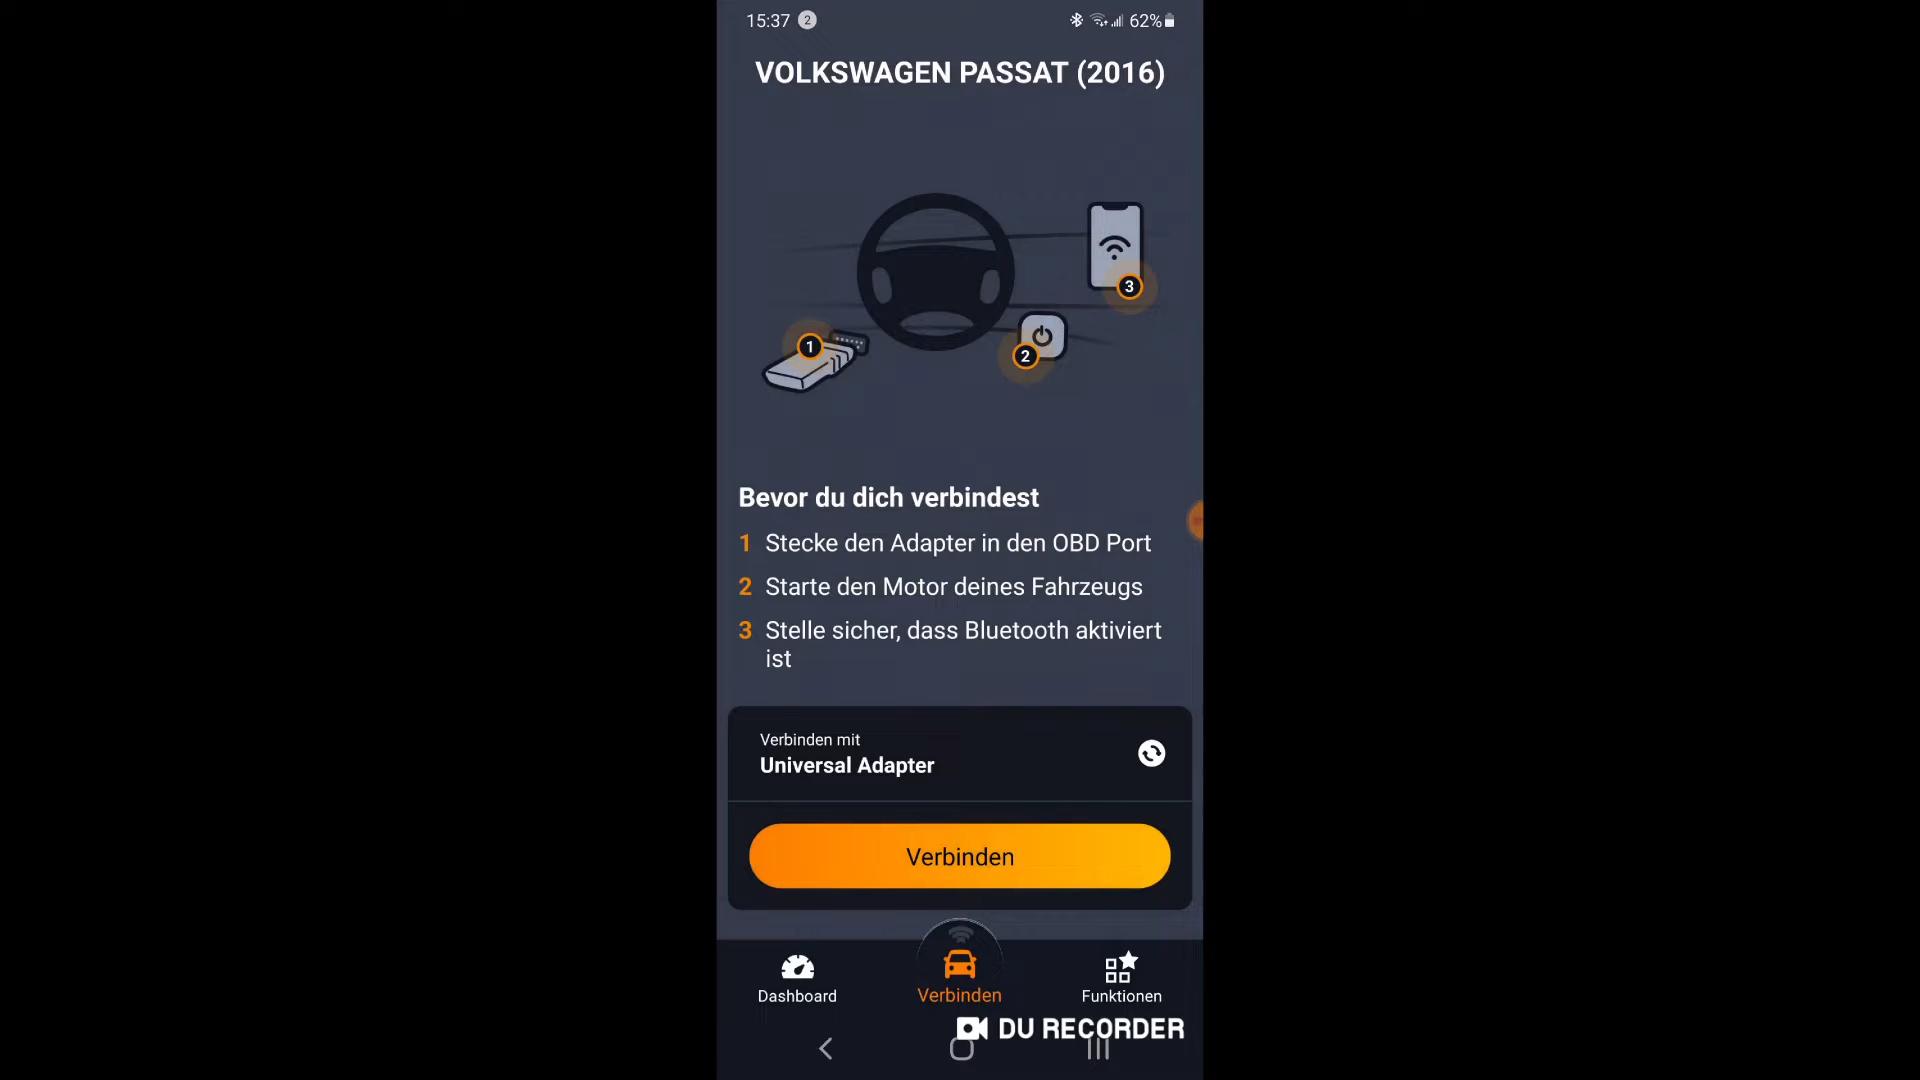 15:37 2 62%
VOLKSWAGEN PASSAT (2016)
3
1
2
Bevor du dich verbindest
1 Stecke den Adapter in den OBD Port
2 Starte den Motor deines Fahrzeugs
3 Stelle sicher, dass Bluetooth aktiviert
ist
Verbinden mit
Universal Adapter
Verbinden
Dashboard Verbinden Funktionen
DU RECORDER